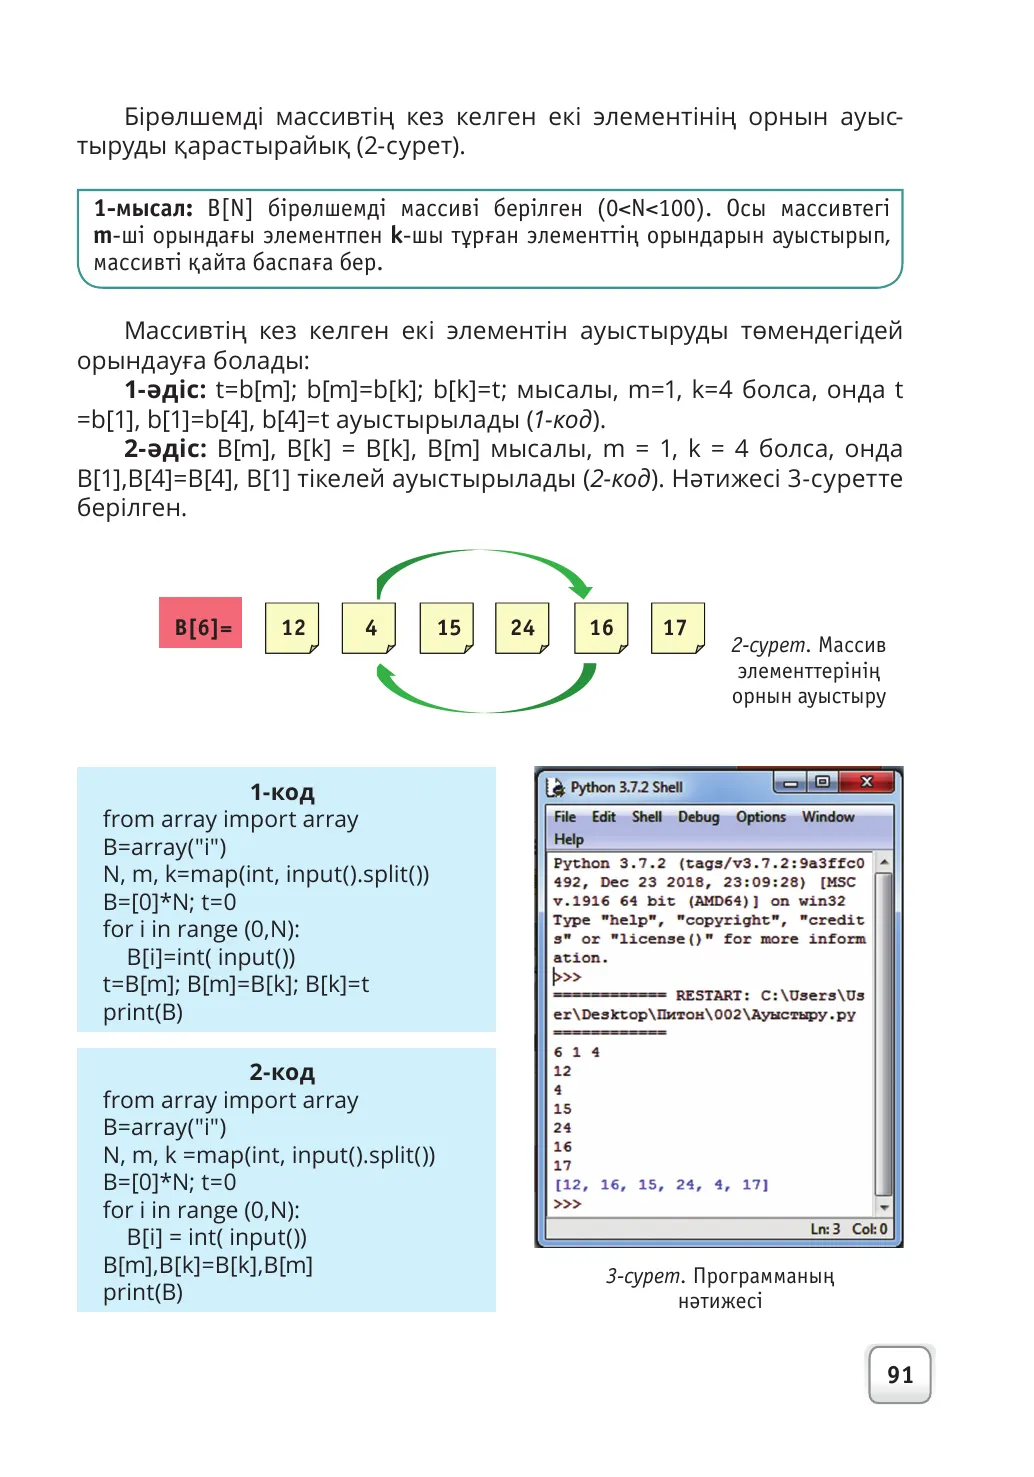 Бірөлшемді массивтің кез келген екі элементінің орнын ауыс-
тыруды қарастырайық (2-сурет).
1-мысал: B[N] бірөлшемді массиві берілген (0<N<100). Осы массивтегі
m-ші орындағы элементпен k-шы тұрған элементтің орындарын ауыстырып,
массивті қайта баспаға бер.
Массивтің кез келген екі элементін ауыстыруды төмендегідей
орындауға болады:
1-әдіс: t=b[m]; b[m]=b[k]; b[k]=t; мысалы, m=1, k=4 болса, онда t
=b[1], b[1]=b[4], b[4]=t ауыстырылады (1-код).
2-әдіс: B[m], B[k] = B[k], B[m] мысалы, m = 1, k = 4 болса, онда
B[1],B[4]=B[4], B[1] тікелей ауыстырылады (2-код). Нәтижесі 3-суретте
берілген.
B[6]= 12 4 15 24 16 17
2-сурет. Массив
элементтерінің
орнын ауыстыру
1-код
from array import array
B=array("i")
N, m, k=map(int, input().split())
B=[0]*N; t=0
for i in range (0,N):
B[i]=int( input())
t=B[m]; B[m]=B[k]; B[k]=t
print(B)
2-код
from array import array
B=array("i")
N, m, k =map(int, input().split())
B=[0]*N; t=0
for i in range (0,N):
B[i] = int( input())
B[m],B[k]=B[k],B[m]
print(B)
Python 3.7.2 Shell
File Edit Shell Debug Options Window
Help
Python 3.7.2 (tags/v3.7.2:9a3ffc0
492, Dec 23 2018, 23:09:28) [MSC
v.1916 64 bit (AMD64)] on win32
Type "help", "copyright", "credit
s" or "license()" for more inform
ation.
>>>
============ RESTART: C:\Users\Us
er\Desktop\Питон\002\Ауыстыру.py
============
6 1 4
12
4
15
24
16
17
[12, 16, 15, 24, 4, 17]
>>>
Ln: 3 Col: 0
3-сурет. Программаның
нәтижесі
91